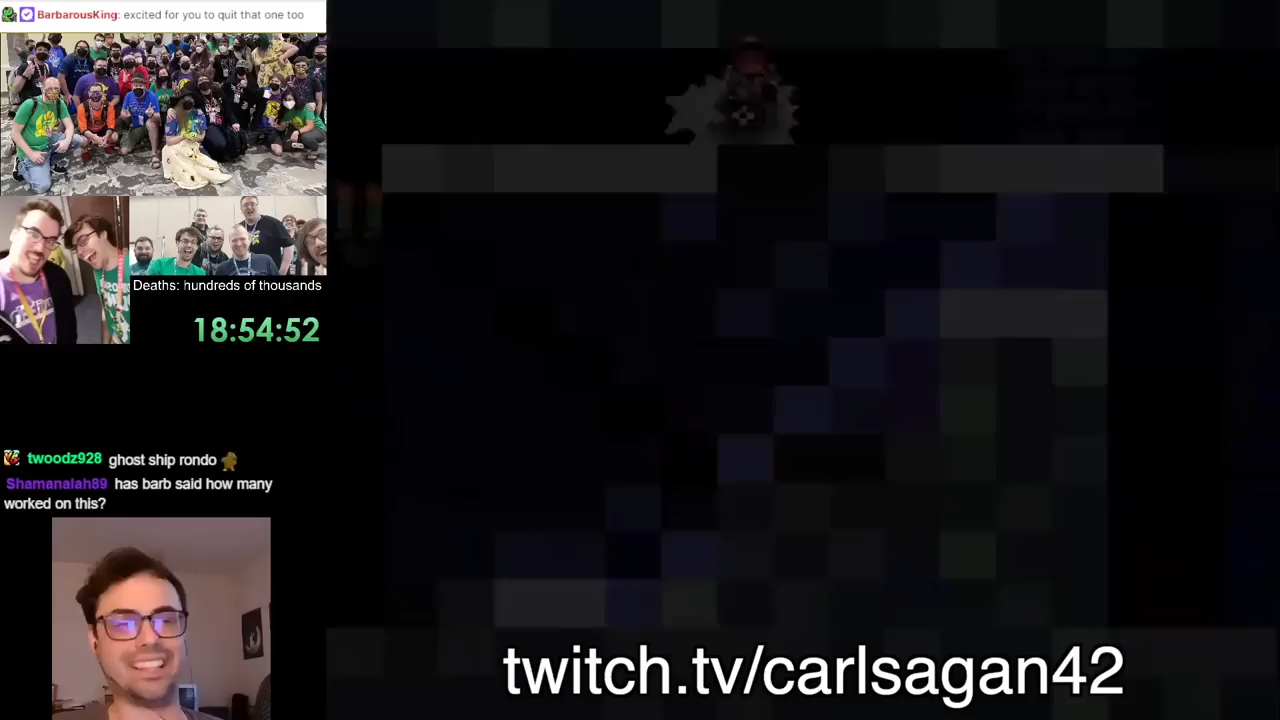 BarbarousKing: excited for you to quit that one too
Deaths: hundreds of thousands
18:54:52
twoodz928 ghost ship rondo
Shamanalah89 has barb said how many
worked on this?
twitch.tv/carlsagan42